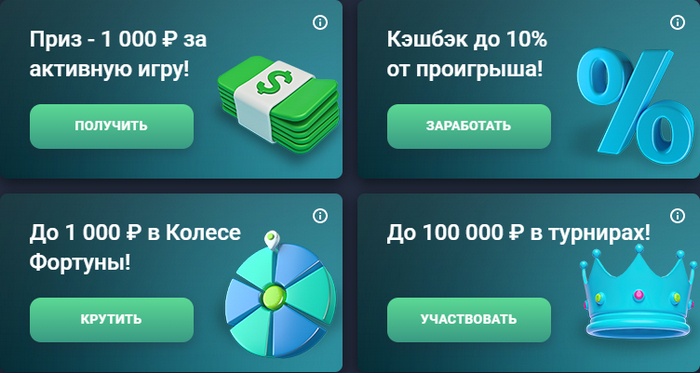 Приз - 1 000 ₽ за
активную игру!
ПОЛУЧИТЬ
Кэшбэк до 10%
от проигрыша!
ЗАРАБОТАТЬ
До 1 000 ₽ в Колесе
Фортуны!
КРУТИТЬ
До 100 000 ₽ в турнирах!
УЧАСТВОВАТЬ